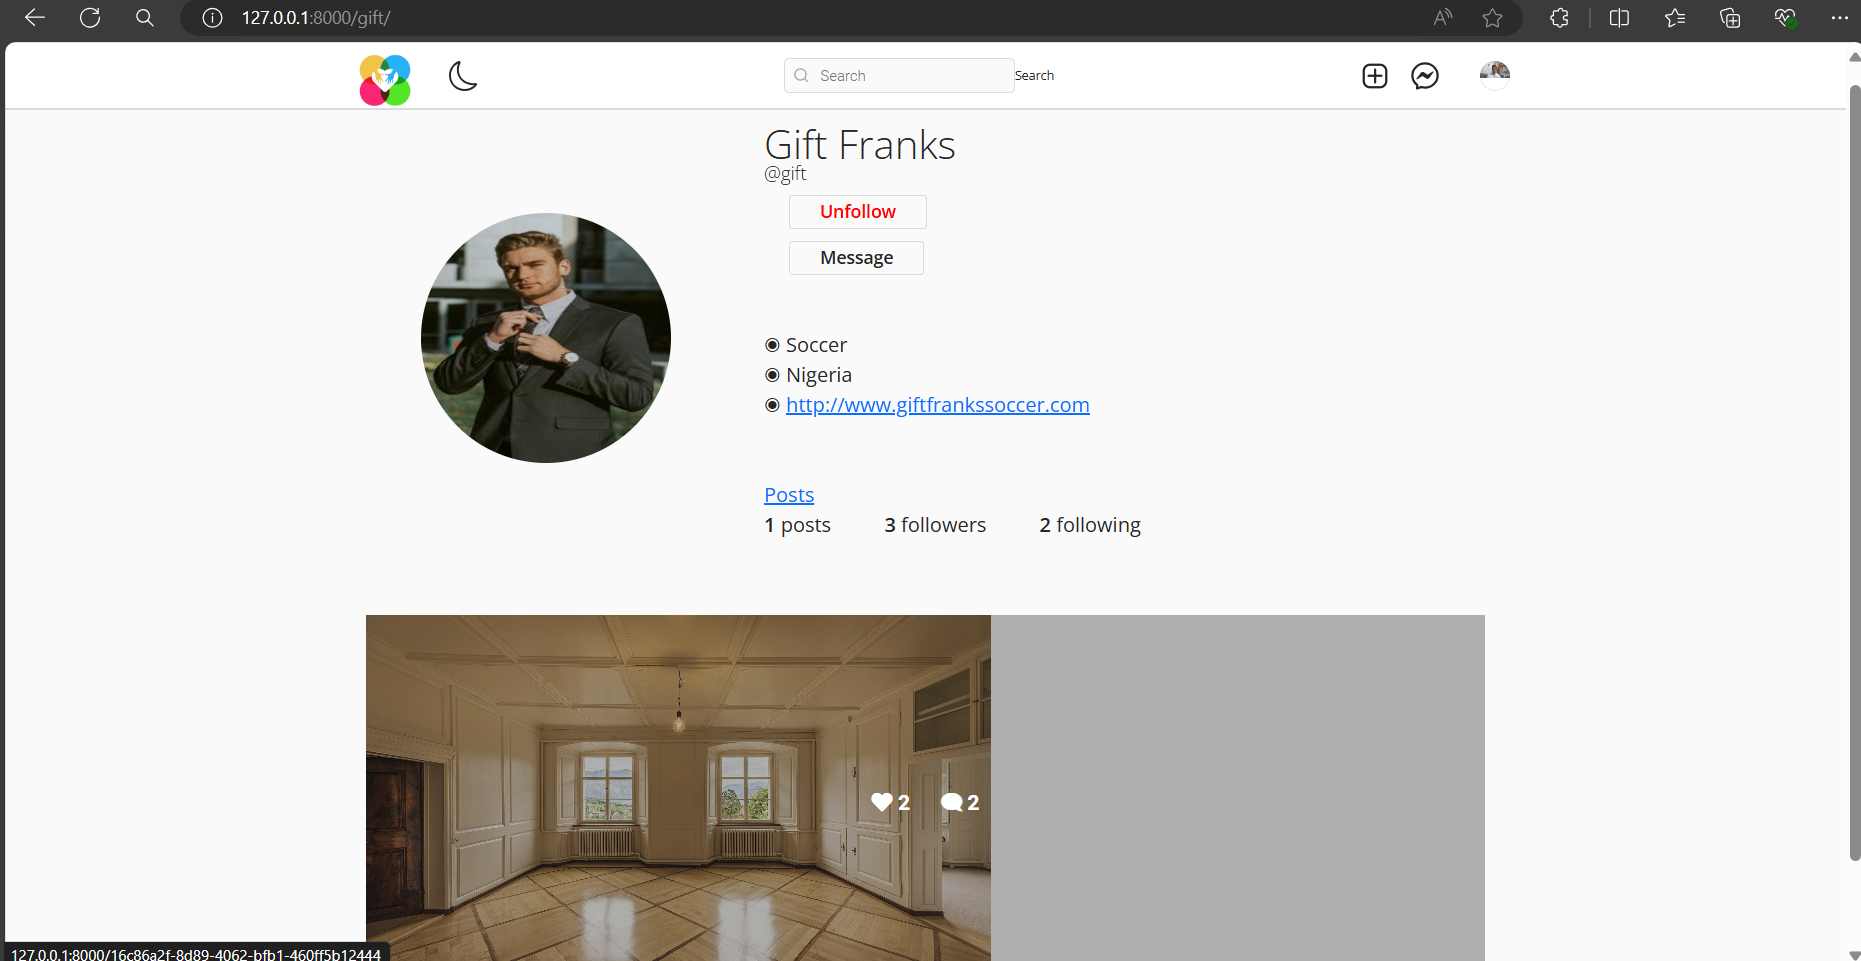 127.0.0.1:8000/gift/
Search
Search
Gift Franks
@gift
Unfollow
Message
Soccer
Nigeria
http://www.giftfrankssoccer.com
Posts
1 posts 3 followers 2 following
2 2
127.0.0.1:8000/16c86a2f-8d89-4062-bfb1-460ff5b12444